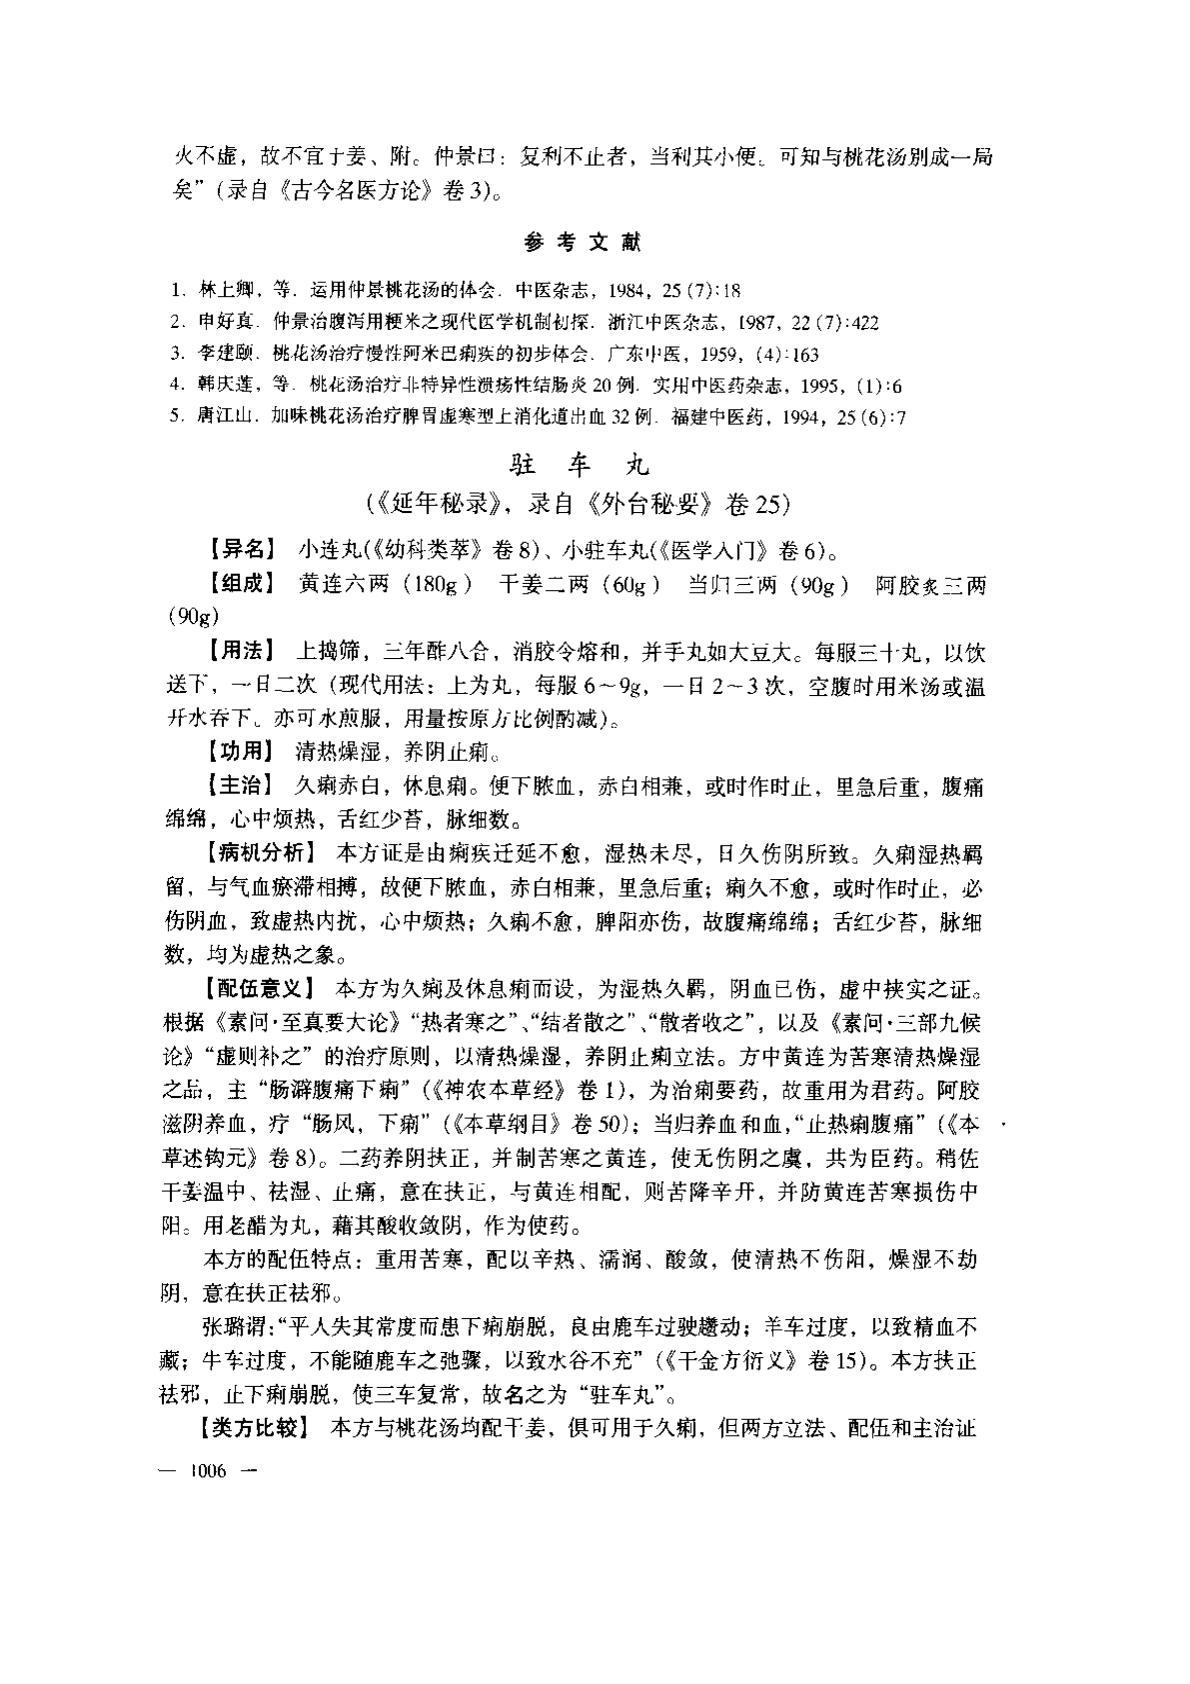 火不虚，故不宜于姜、附。仲景曰：复利不止者，当利其小便。可知与桃花汤别成一局
矣”（录自《古今名医方论》卷3）。
参考文献
1. 林上卿，等. 运用仲景桃花汤的体会. 中医杂志，1984，25（7）：18
2. 申好真. 仲景治腹泻用粳米之现代医学机制初探. 浙江中医杂志，1987，22（7）：422
3. 李建颐. 桃花汤治疗慢性阿米巴痢疾的初步体会. 广东中医，1959，（4）：163
4. 韩庆莲，等. 桃花汤治疗非特异性溃疡性结肠炎20例. 实用中医药杂志，1995，（1）：6
5. 唐江山. 加味桃花汤治疗脾胃虚寒型上消化道出血32例. 福建中医药，1994，25（6）：7
驻车丸
（《延年秘录》，录自《外台秘要》卷25）
【异名】 小连丸（《幼科类萃》卷8）、小驻车丸（《医学入门》卷6）。
【组成】 黄连六两（180g） 干姜二两（60g） 当归三两（90g） 阿胶炙三两
（90g）
【用法】 上捣筛，三年酢八合，消胶令熔和，并手丸如大豆大。每服三十丸，以饮
送下，一日二次（现代用法：上为丸，每服6～9g，一日2～3次，空腹时用米汤或温
开水吞下。亦可水煎服，用量按原方比例酌减）。
【功用】 清热燥湿，养阴止痢。
【主治】 久痢赤白，休息痢。便下脓血，赤白相兼，或时作时止，里急后重，腹痛
绵绵，心中烦热，舌红少苔，脉细数。
【病机分析】 本方证是由痢疾迁延不愈，湿热未尽，日久伤阴所致。久痢湿热羁
留，与气血瘀滞相搏，故便下脓血，赤白相兼，里急后重；痢久不愈，或时作时止，必
伤阴血，致虚热内扰，心中烦热；久痢不愈，脾阳亦伤，故腹痛绵绵；舌红少苔，脉细
数，均为虚热之象。
【配伍意义】 本方为久痢及休息痢而设，为湿热久羁，阴血已伤，虚中挟实之证。
根据《素问·至真要大论》“热者寒之”、“结者散之”、“散者收之”，以及《素问·三部九候
论》“虚则补之”的治疗原则，以清热燥湿，养阴止痢立法。方中黄连为苦寒清热燥湿
之品，主“肠澼腹痛下痢”（《神农本草经》卷1），为治痢要药，故重用为君药。阿胶
滋阴养血，疗“肠风，下痢”（《本草纲目》卷50）；当归养血和血，“止热痢腹痛”（《本
草述钩元》卷8）。二药养阴扶正，并制苦寒之黄连，使无伤阴之虞，共为臣药。稍佐
干姜温中、祛湿、止痛，意在扶正，与黄连相配，则苦降辛开，并防黄连苦寒损伤中
阳。用老醋为丸，藉其酸收敛阴，作为使药。
本方的配伍特点：重用苦寒，配以辛热、濡润、酸敛，使清热不伤阳，燥湿不劫
阴，意在扶正祛邪。
张璐谓：“平人失其常度而患下痢崩脱，良由鹿车过驶趱动；羊车过度，以致精血不
藏；牛车过度，不能随鹿车之弛骤，以致水谷不充”（《千金方衍义》卷15）。本方扶正
祛邪，止下痢崩脱，使三车复常，故名之为“驻车丸”。
【类方比较】 本方与桃花汤均配干姜，俱可用于久痢，但两方立法、配伍和主治证
— 1006 —